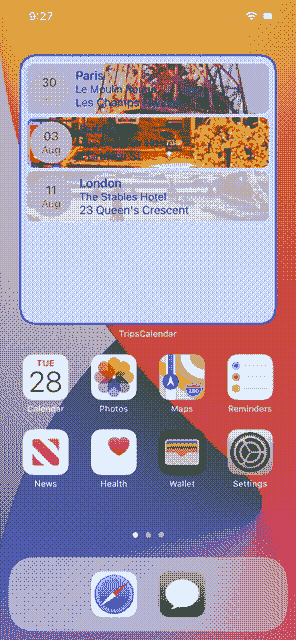 9:27
30
Paris
Le Moulin Rouge
Les Champs
03
Aug
11
Aug
London
The Stables Hotel
23 Queen's Crescent
TripsCalendar
TUE
28
Calendar
Photos
Maps
280
Reminders
News
Health
Wallet
Settings